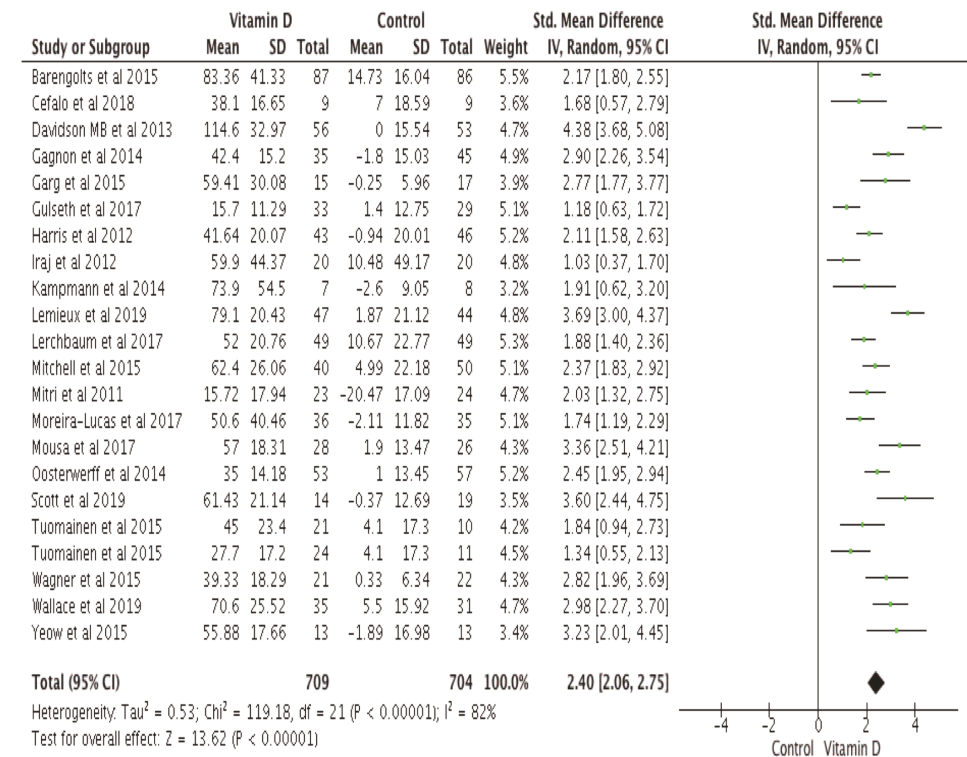 Vitamin D Control Std. Mean Difference Std. Mean Difference
Study or Subgroup Mean SD Total Mean SD Total Weight IV, Random, 95% CI IV, Random, 95% CI
Barengolts et al 2015 83.36 41.33 87 14.73 16.04 86 5.5% 2.17 [1.80, 2.55]
Cefalo et al 2018 38.1 16.65 9 7 18.59 9 3.6% 1.68 [0.57, 2.79]
Davidson MB et al 2013 114.6 32.97 56 0 15.54 53 4.7% 4.38 [3.68, 5.08]
Gagnon et al 2014 42.4 15.2 35 −1.8 15.03 45 4.9% 2.90 [2.26, 3.54]
Garg et al 2015 59.41 30.08 15 −0.25 5.96 17 3.9% 2.77 [1.77, 3.77]
Gulseth et al 2017 15.7 11.29 33 1.4 12.75 29 5.1% 1.18 [0.63, 1.72]
Harris et al 2012 41.64 20.07 43 −0.94 20.01 46 5.2% 2.11 [1.58, 2.63]
Iraj et al 2012 59.9 44.37 20 10.48 49.17 20 4.8% 1.03 [0.37, 1.70]
Kampmann et al 2014 73.9 54.5 7 −2.6 9.05 8 3.2% 1.91 [0.62, 3.20]
Lemieux et al 2019 79.1 20.43 47 1.87 21.12 44 4.8% 3.69 [3.00, 4.37]
Lerchbaum et al 2017 52 20.76 49 10.67 22.77 49 5.3% 1.88 [1.40, 2.36]
Mitchell et al 2015 62.4 26.06 40 4.99 22.18 50 5.1% 2.37 [1.83, 2.92]
Mitri et al 2011 15.72 17.94 23 −20.47 17.09 24 4.7% 2.03 [1.32, 2.75]
Moreira−Lucas et al 2017 50.6 40.46 36 −2.11 11.82 35 5.1% 1.74 [1.19, 2.29]
Mousa et al 2017 57 18.31 28 1.9 13.47 26 4.3% 3.36 [2.51, 4.21]
Oosterwerff et al 2014 35 14.18 53 1 13.45 57 5.2% 2.45 [1.95, 2.94]
Scott et al 2019 61.43 21.14 14 −0.37 12.69 19 3.5% 3.60 [2.44, 4.75]
Tuomainen et al 2015 45 23.4 21 4.1 17.3 10 4.2% 1.84 [0.94, 2.73]
Tuomainen et al 2015 27.7 17.2 24 4.1 17.3 11 4.5% 1.34 [0.55, 2.13]
Wagner et al 2015 39.33 18.29 21 0.33 6.34 22 4.3% 2.82 [1.96, 3.69]
Wallace et al 2019 70.6 25.52 35 5.5 15.92 31 4.7% 2.98 [2.27, 3.70]
Yeow et al 2015 55.88 17.66 13 −1.89 16.98 13 3.4% 3.23 [2.01, 4.45]
Total (95% CI) 709 704 100.0% 2.40 [2.06, 2.75]
Heterogeneity: Tau² = 0.53; Chi² = 119.18, df = 21 (P < 0.00001); I² = 82%
Test for overall effect: Z = 13.62 (P < 0.00001)
−4 −2 0 2 4
Control Vitamin D